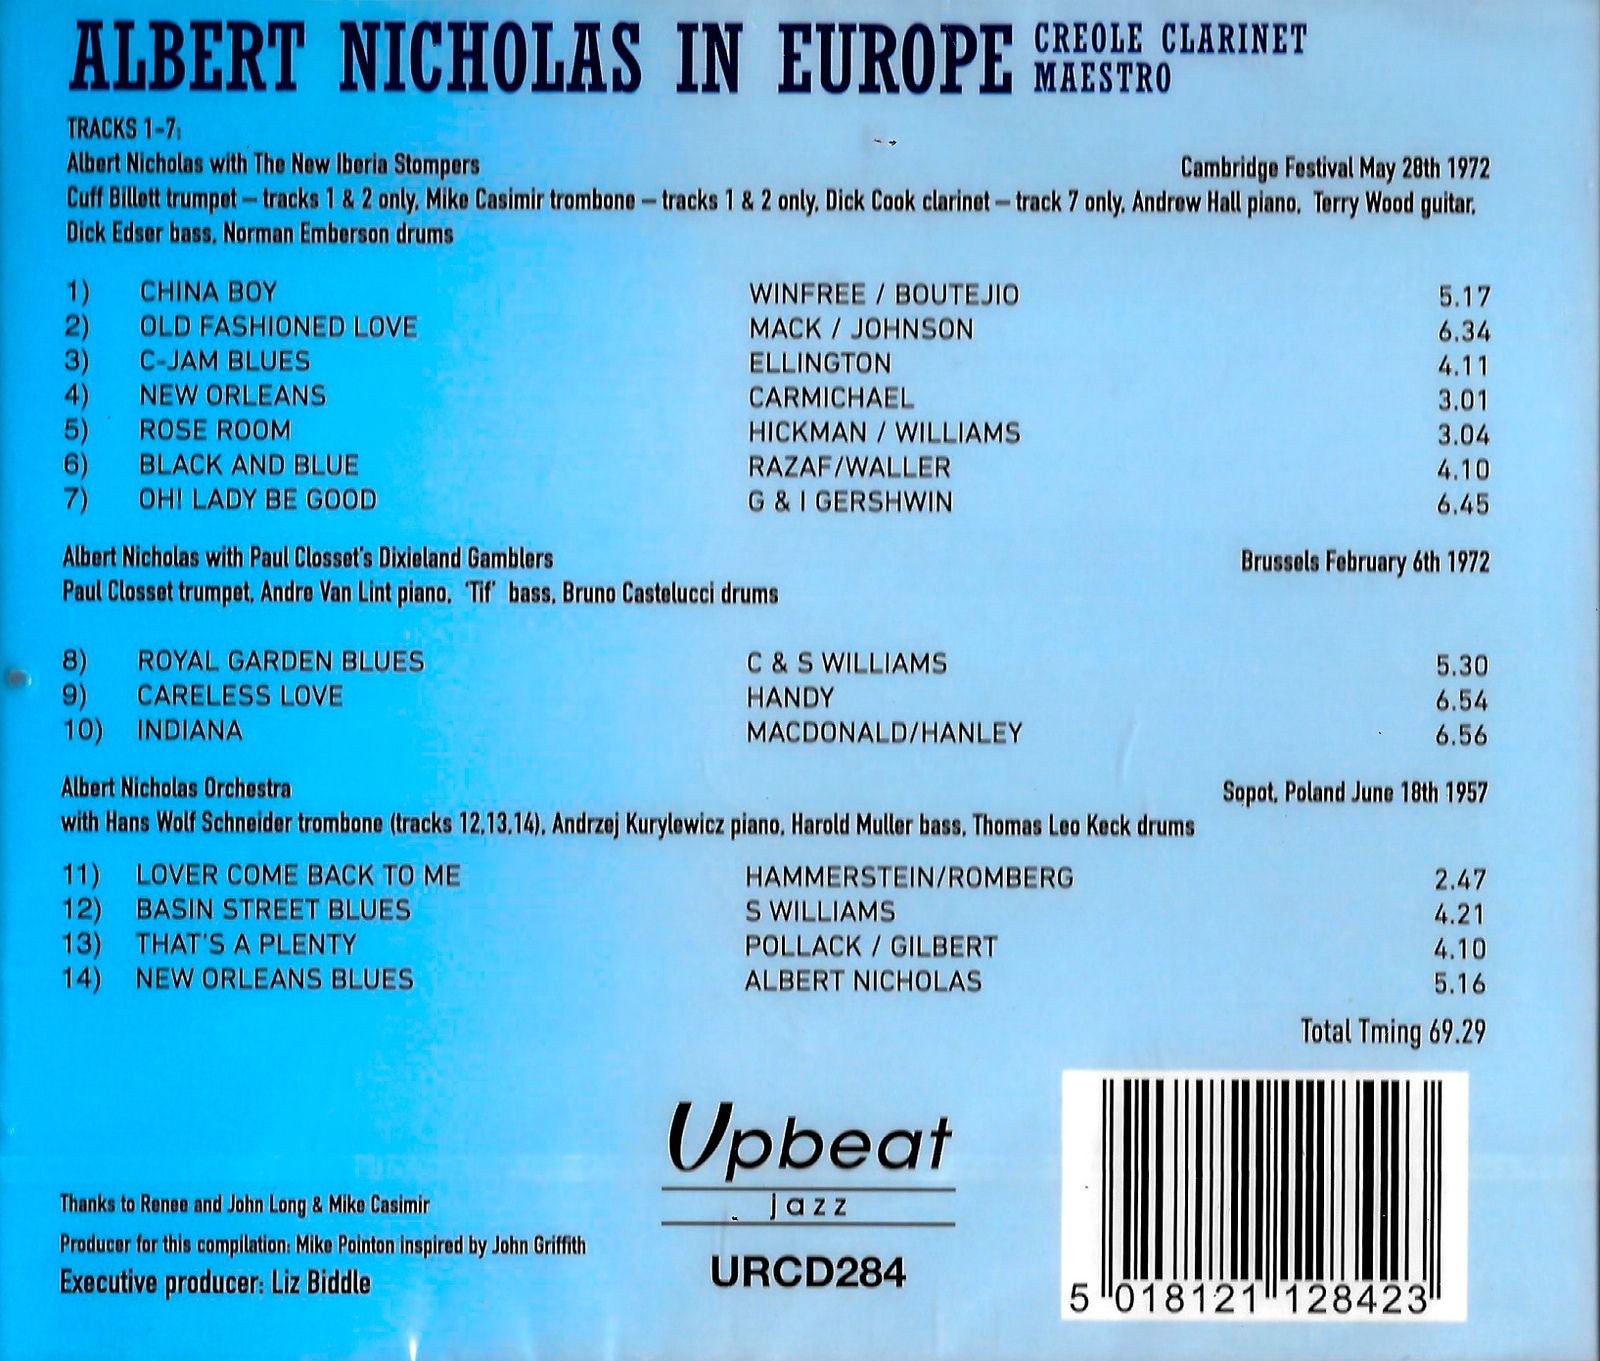 ALBERT NICHOLAS IN EUROPE CREOLE CLARINET MAESTRO
TRACKS 1-7:
Albert Nicholas with The New Iberia Stompers Cambridge Festival May 28th 1972
Cuff Billett trumpet – tracks 1 & 2 only, Mike Casimir trombone – tracks 1 & 2 only, Dick Cook clarinet – track 7 only, Andrew Hall piano, Terry Wood guitar,
Dick Edser bass, Norman Emberson drums
1) CHINA BOY WINFREE / BOUTEJIO 5.17
2) OLD FASHIONED LOVE MACK / JOHNSON 6.34
3) C-JAM BLUES ELLINGTON 4.11
4) NEW ORLEANS CARMICHAEL 3.01
5) ROSE ROOM HICKMAN / WILLIAMS 3.04
6) BLACK AND BLUE RAZAF/WALLER 4.10
7) OH! LADY BE GOOD G & I GERSHWIN 6.45
Albert Nicholas with Paul Closset's Dixieland Gamblers Brussels February 6th 1972
Paul Closset trumpet, Andre Van Lint piano, 'Tif' bass, Bruno Castelucci drums
8) ROYAL GARDEN BLUES C & S WILLIAMS 5.30
9) CARELESS LOVE HANDY 6.54
10) INDIANA MACDONALD/HANLEY 6.56
Albert Nicholas Orchestra Sopot, Poland June 18th 1957
with Hans Wolf Schneider trombone (tracks 12,13,14), Andrzej Kurylewicz piano, Harold Muller bass, Thomas Leo Keck drums
11) LOVER COME BACK TO ME HAMMERSTEIN/ROMBERG 2.47
12) BASIN STREET BLUES S WILLIAMS 4.21
13) THAT'S A PLENTY POLLACK / GILBERT 4.10
14) NEW ORLEANS BLUES ALBERT NICHOLAS 5.16
Total Tming 69.29
Upbeat
jazz
URCD284
Thanks to Renee and John Long & Mike Casimir
Producer for this compilation: Mike Pointon inspired by John Griffith
Executive producer: Liz Biddle
5 018121 128423